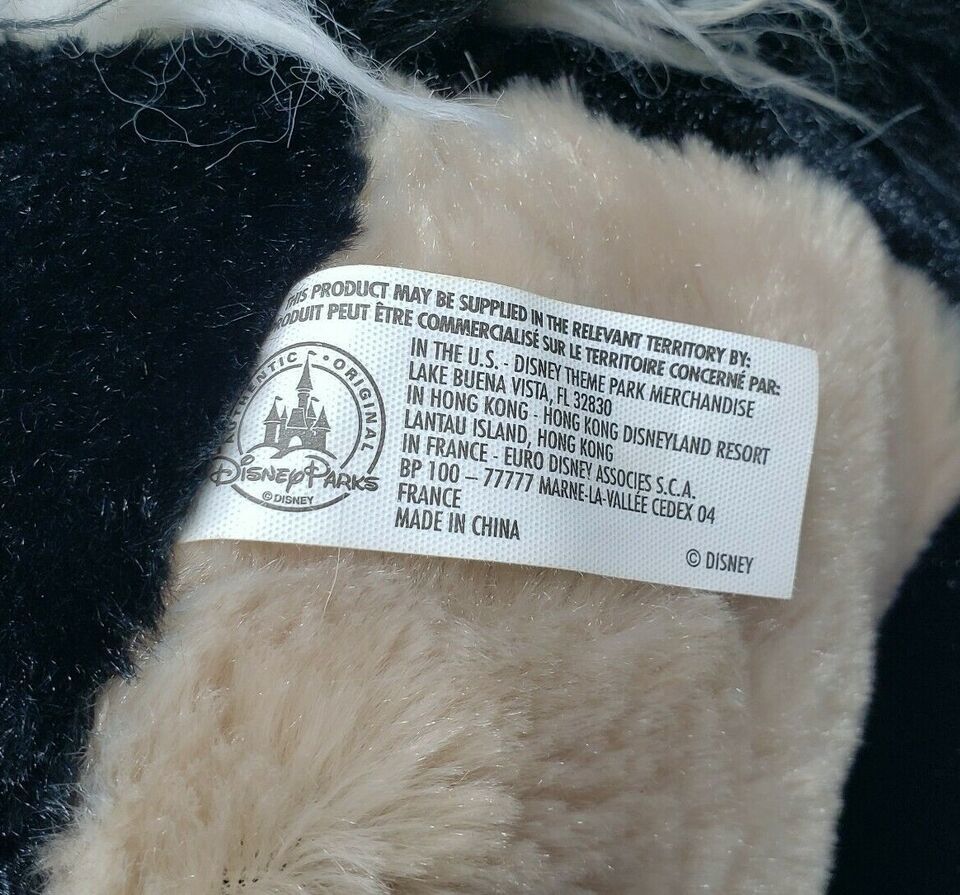 THIS PRODUCT MAY BE SUPPLIED IN THE RELEVANT TERRITORY BY:
PRODUIT PEUT ÊTRE COMMERCIALISÉ SUR LE TERRITOIRE CONCERNÉ PAR:
IN THE U.S. - DISNEY THEME PARK MERCHANDISE
LAKE BUENA VISTA, FL 32830
IN HONG KONG - HONG KONG DISNEYLAND RESORT
LANTAU ISLAND, HONG KONG
IN FRANCE - EURO DISNEY ASSOCIES S.C.A.
BP 100 – 77777 MARNE-LA-VALLÉE CEDEX 04
FRANCE
MADE IN CHINA
© DISNEY
AUTHENTIC • ORIGINAL
DISNEY PARKS
© DISNEY